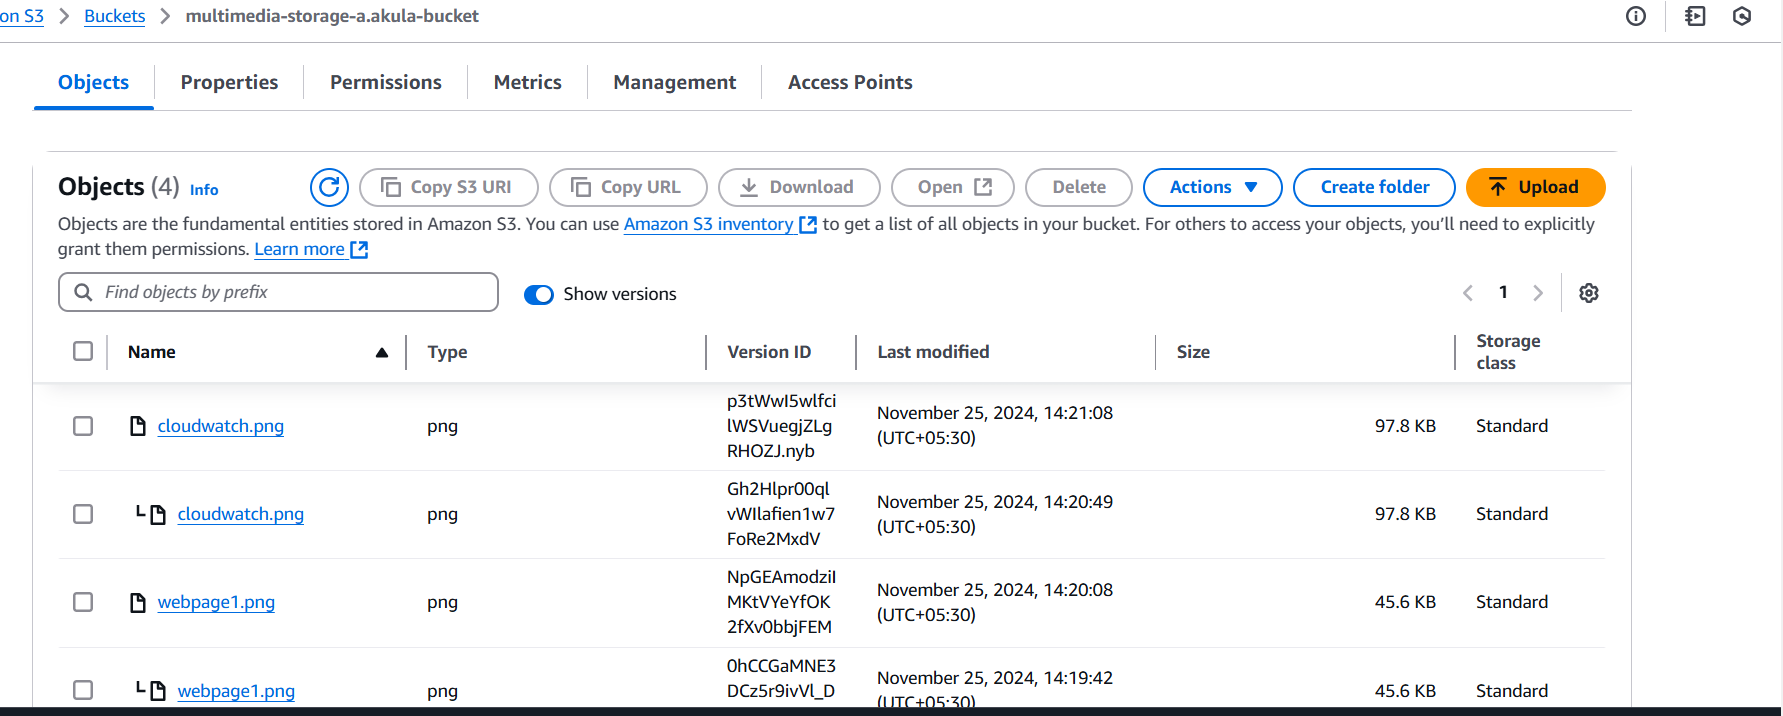 on S3 > Buckets > multimedia-storage-a.akula-bucket
Objects Properties Permissions Metrics Management Access Points
Objects (4) Info Copy S3 URI Copy URL Download Open Delete Actions Create folder Upload
Objects are the fundamental entities stored in Amazon S3. You can use Amazon S3 inventory to get a list of all objects in your bucket. For others to access your objects, you’ll need to explicitly
grant them permissions. Learn more
Find objects by prefix Show versions 1
Name Type Version ID Last modified Size Storage class
cloudwatch.png png p3tWwI5wlfci
lWSVuegjZLg
RHOZJ.nyb November 25, 2024, 14:21:08
(UTC+05:30) 97.8 KB Standard
cloudwatch.png png Gh2Hlpr00ql
vWIlafien1w7
FoRe2MxdV November 25, 2024, 14:20:49
(UTC+05:30) 97.8 KB Standard
webpage1.png png NpGEAmodziI
MKtVYeYfOK
2fXv0bbjFEM November 25, 2024, 14:20:08
(UTC+05:30) 45.6 KB Standard
webpage1.png png 0hCCGaMNE3
DCz5r9ivVl_D November 25, 2024, 14:19:42
(UTC+05:30) 45.6 KB Standard